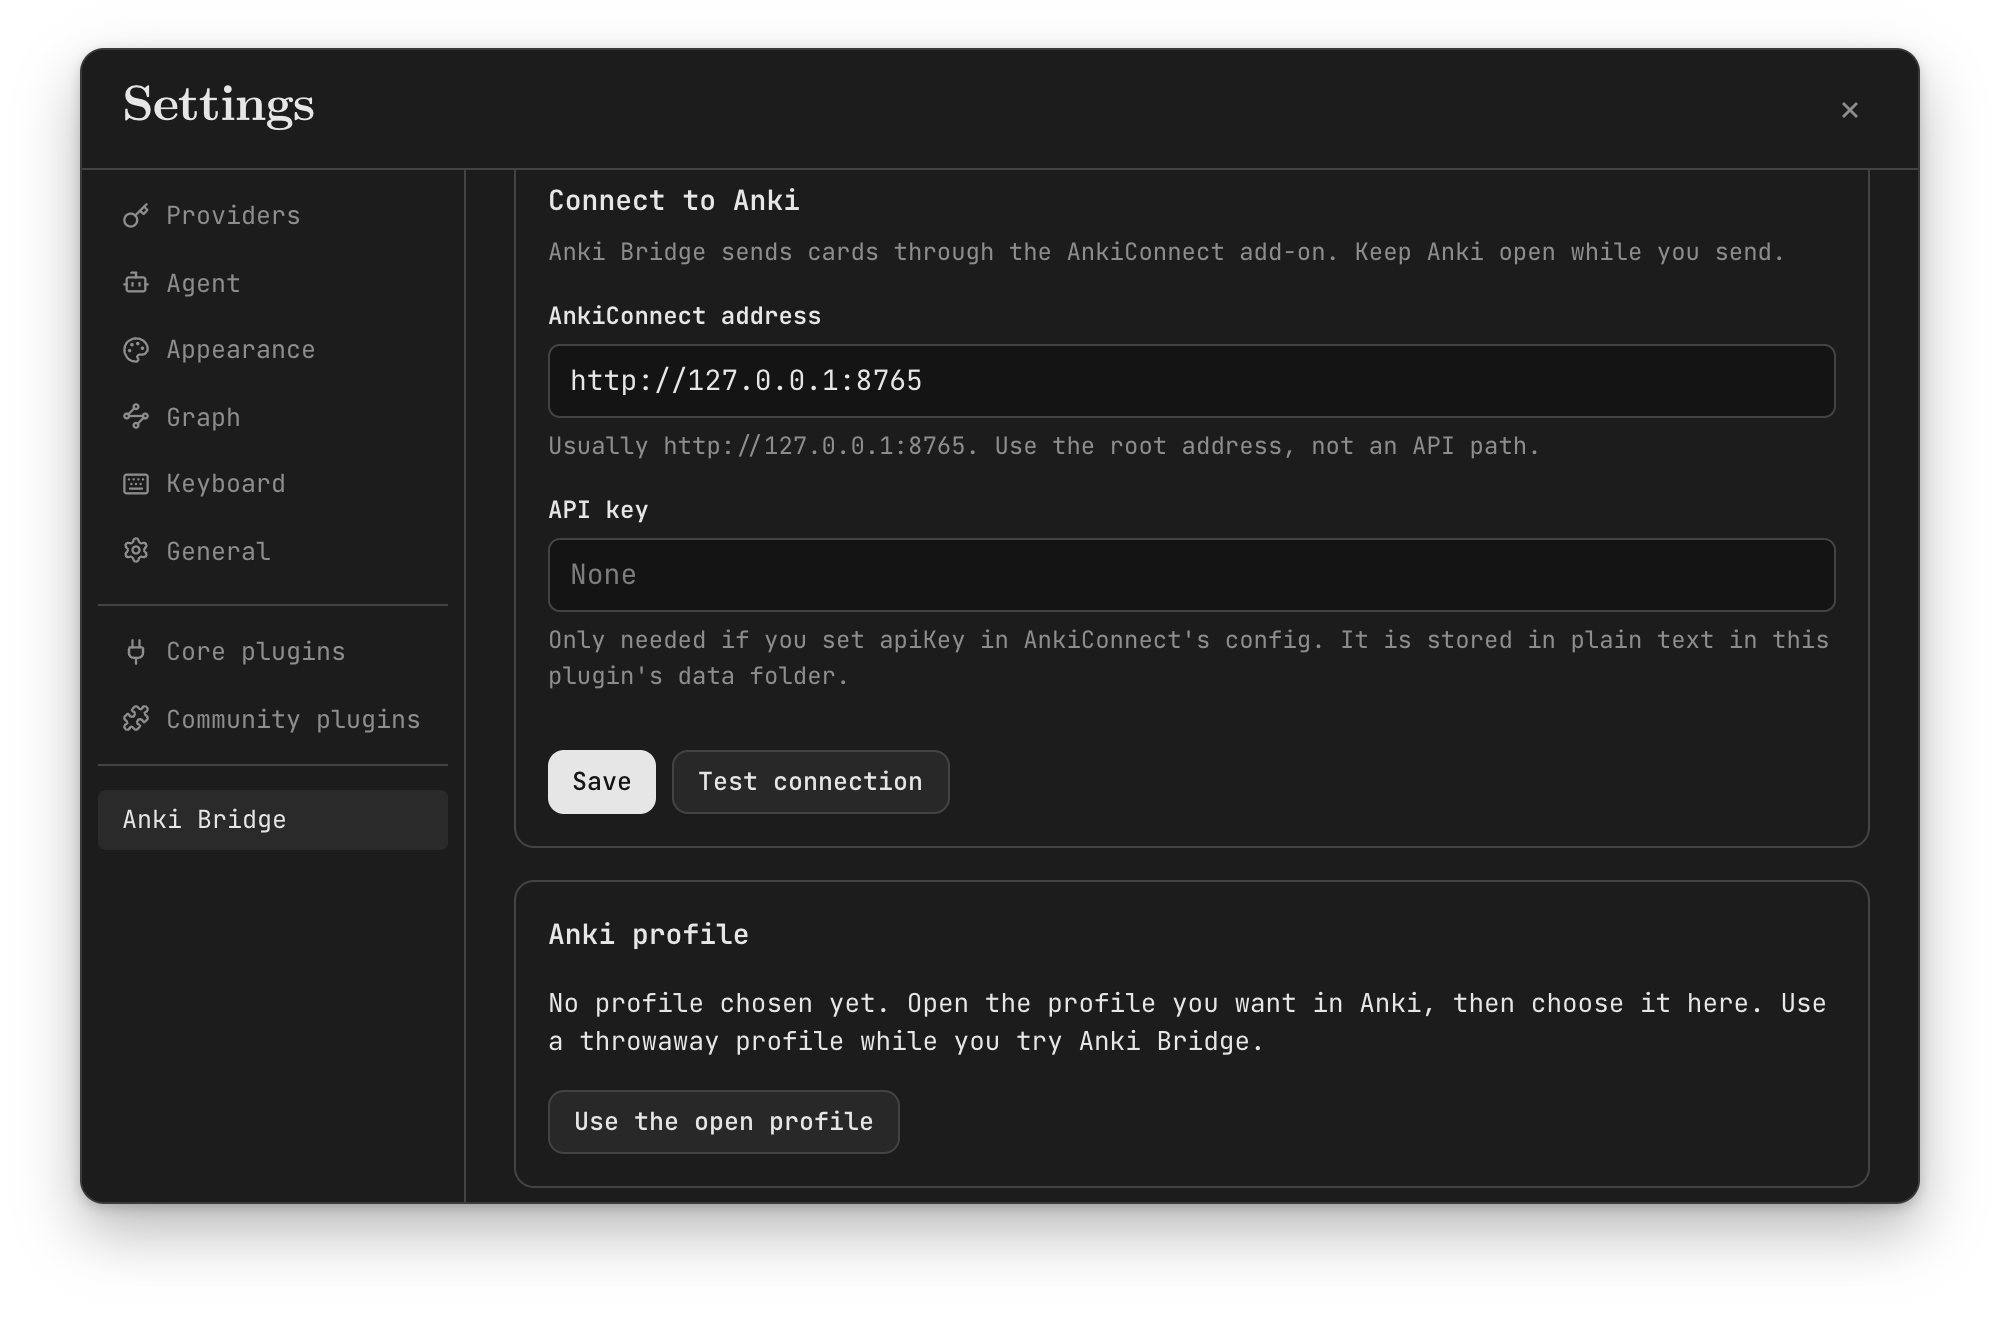 Settings
Providers
Agent
Appearance
Graph
Keyboard
General
Core plugins
Community plugins
Anki Bridge
Connect to Anki
Anki Bridge sends cards through the AnkiConnect add-on. Keep Anki open while you send.
AnkiConnect address
http://127.0.0.1:8765
Usually http://127.0.0.1:8765. Use the root address, not an API path.
API key
None
Only needed if you set apiKey in AnkiConnect's config. It is stored in plain text in this
plugin's data folder.
Save
Test connection
Anki profile
No profile chosen yet. Open the profile you want in Anki, then choose it here. Use
a throwaway profile while you try Anki Bridge.
Use the open profile